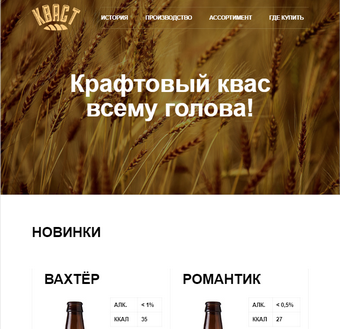 КВАСТ
ИСТОРИЯ ПРОИЗВОДСТВО АССОРТИМЕНТ ГДЕ КУПИТЬ
Крафтовый квас
всему голова!
НОВИНКИ
ВАХТЁР
АЛК. < 1%
ККАЛ 35
РОМАНТИК
АЛК. < 0,5%
ККАЛ 27